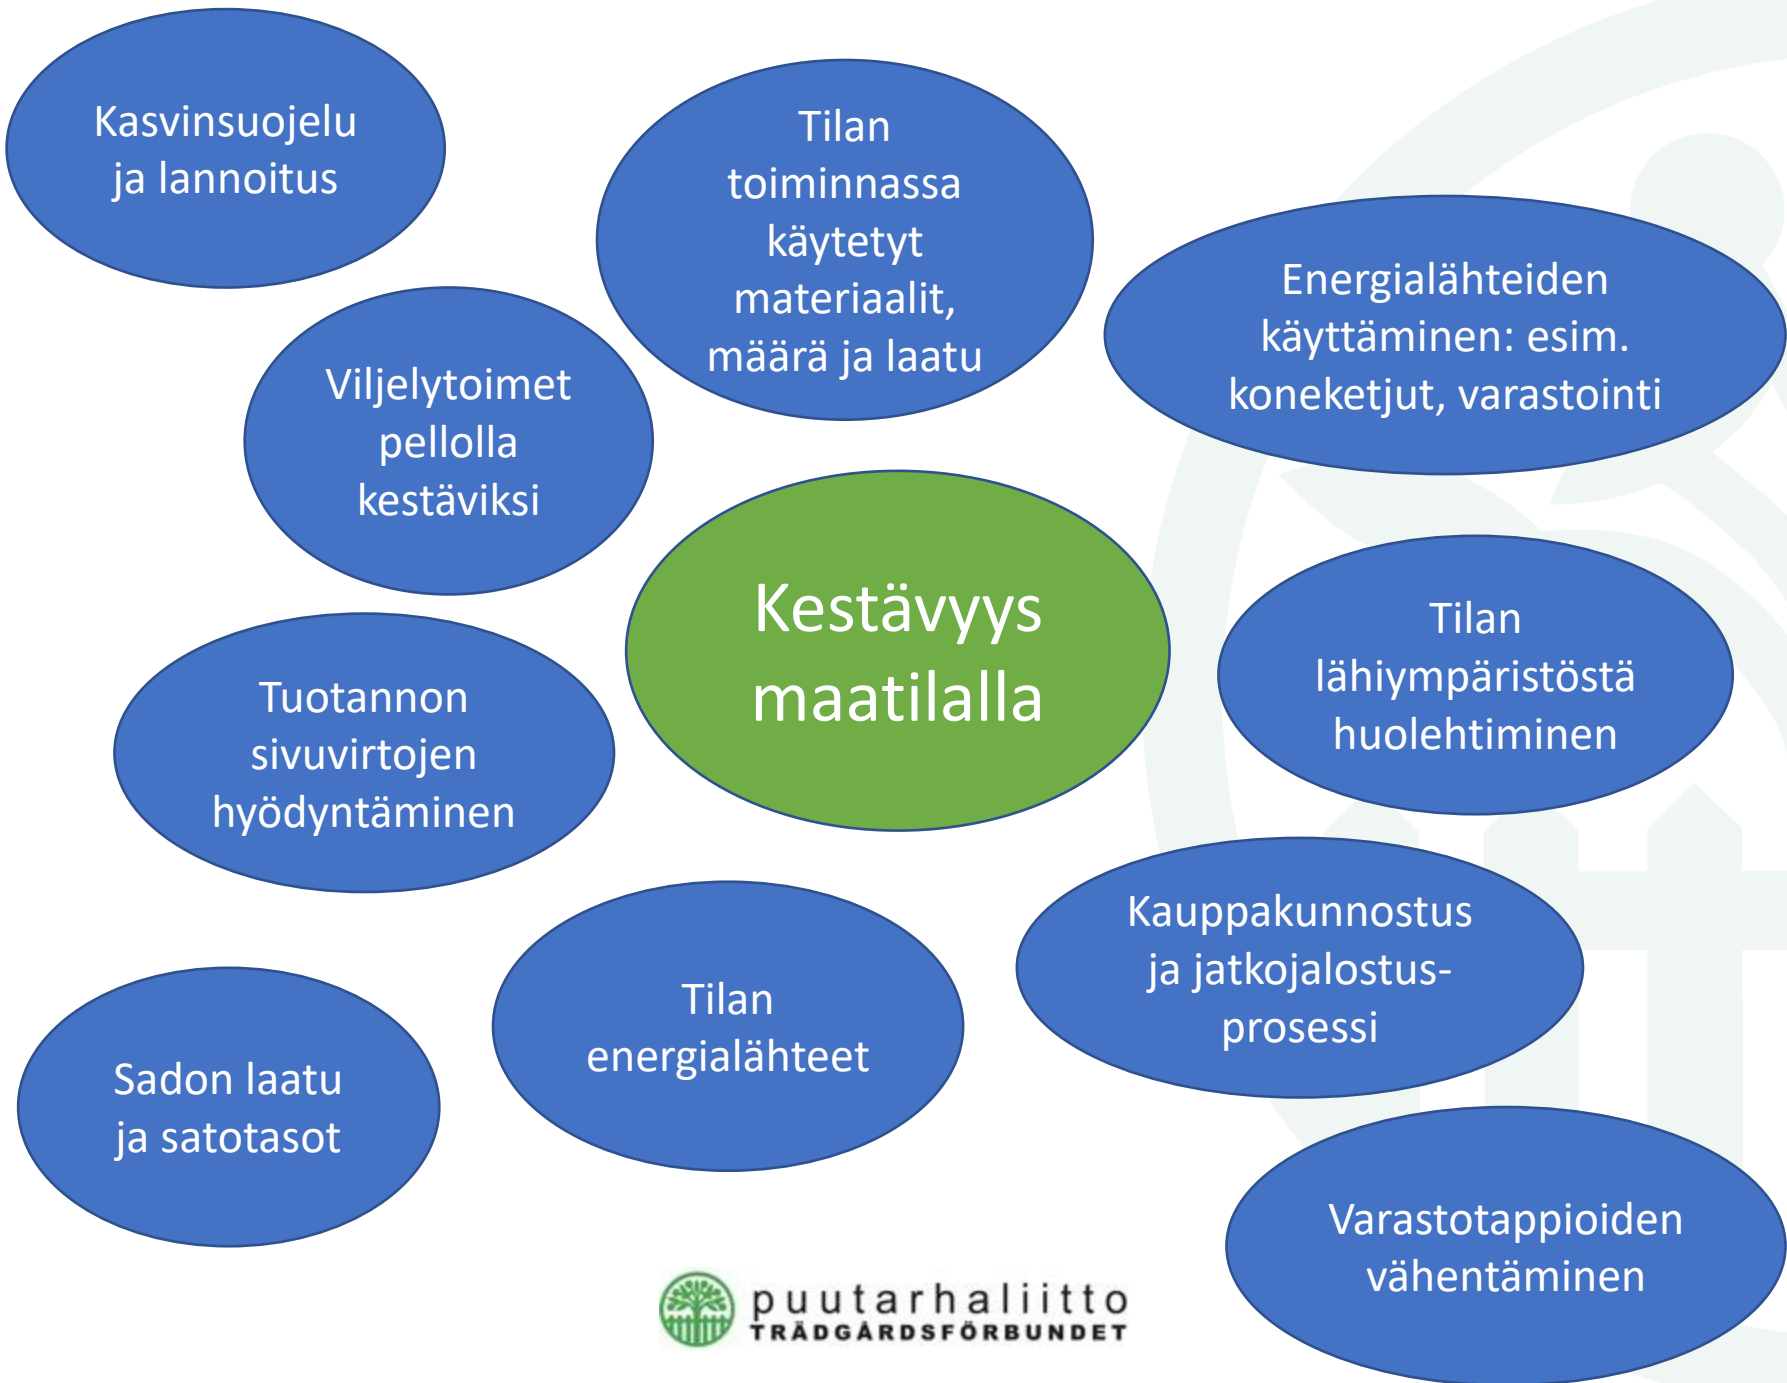 Kasvinsuojelu
ja lannoitus
Tilan
toiminnassa
käytetyt
materiaalit,
määrä ja laatu
Energialähteiden
käyttäminen: esim.
koneketjut, varastointi
Viljelytoimet
pellolla
kestäviksi
Kestävyys
maatilalla
Tilan
lähiympäristöstä
huolehtiminen
Tuotannon
sivuvirtojen
hyödyntäminen
Kauppakunnostus
ja jatkojalostus-
prosessi
Tilan
energialähteet
Sadon laatu
ja satotasot
Varastotappioiden
vähentäminen
puutarhaliitto
TRÄDGÅRDSFÖRBUNDET